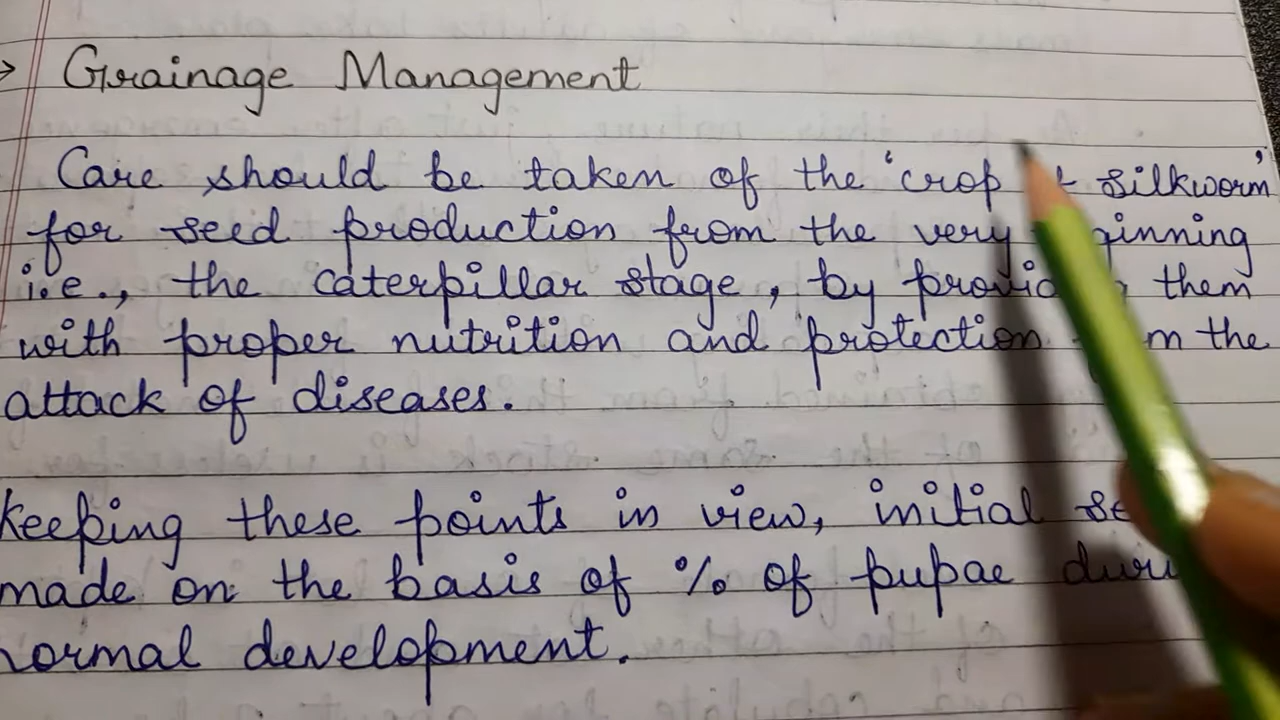 → Grainage Management
Care should be taken of the 'crop silkworm'
for seed production from the very
i.e., the caterpillar stage, by them
with proper nutrition and protection the
attack of diseases.
Keeping these points in view, initial
made on the basis of % of pupae
normal development.